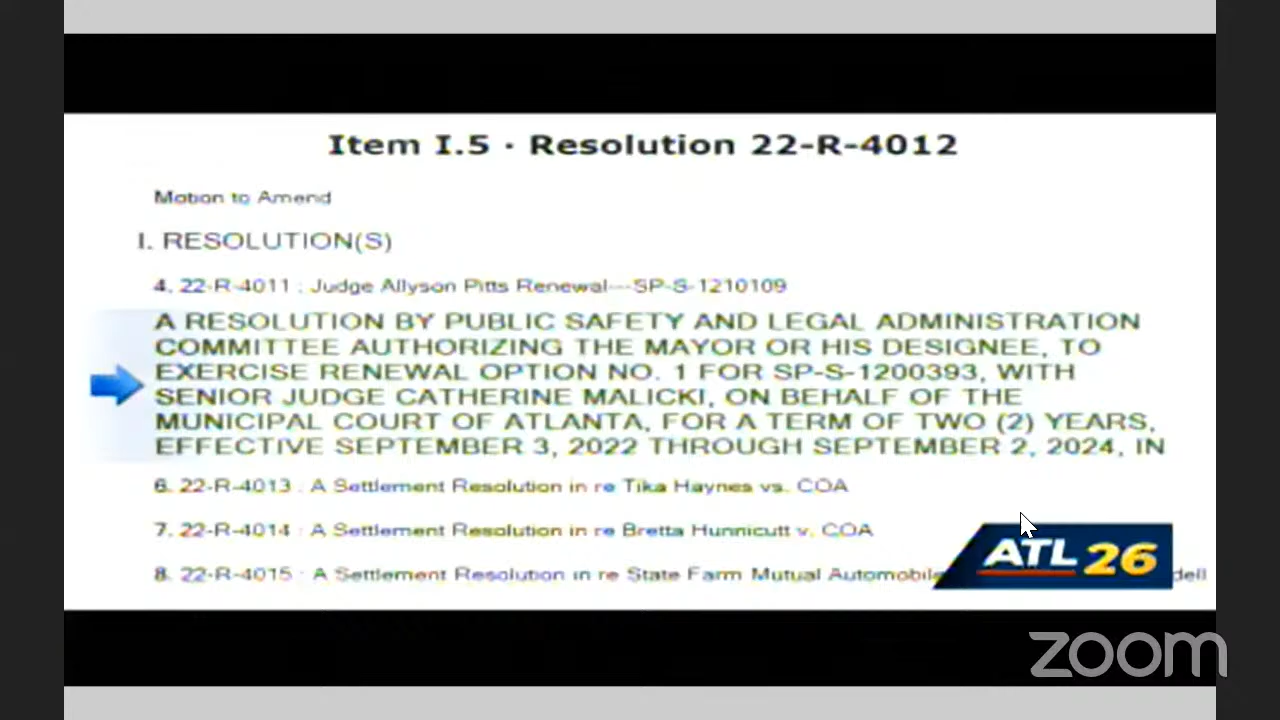 Item I.5 · Resolution 22-R-4012
Motion to Amend
I. RESOLUTION(S)
4. 22-R-4011 : Judge Allyson Pitts Renewal---SP-S-1210109
A RESOLUTION BY PUBLIC SAFETY AND LEGAL ADMINISTRATION
COMMITTEE AUTHORIZING THE MAYOR OR HIS DESIGNEE, TO
EXERCISE RENEWAL OPTION NO. 1 FOR SP-S-1200393, WITH
SENIOR JUDGE CATHERINE MALICKI, ON BEHALF OF THE
MUNICIPAL COURT OF ATLANTA, FOR A TERM OF TWO (2) YEARS,
EFFECTIVE SEPTEMBER 3, 2022 THROUGH SEPTEMBER 2, 2024, IN
6. 22-R-4013 : A Settlement Resolution in re Tika Haynes vs. COA
7. 22-R-4014 : A Settlement Resolution in re Bretta Hunnicutt v. COA
8. 22-R-4015 : A Settlement Resolution in re State Farm Mutual Automobile
ATL 26
zoom